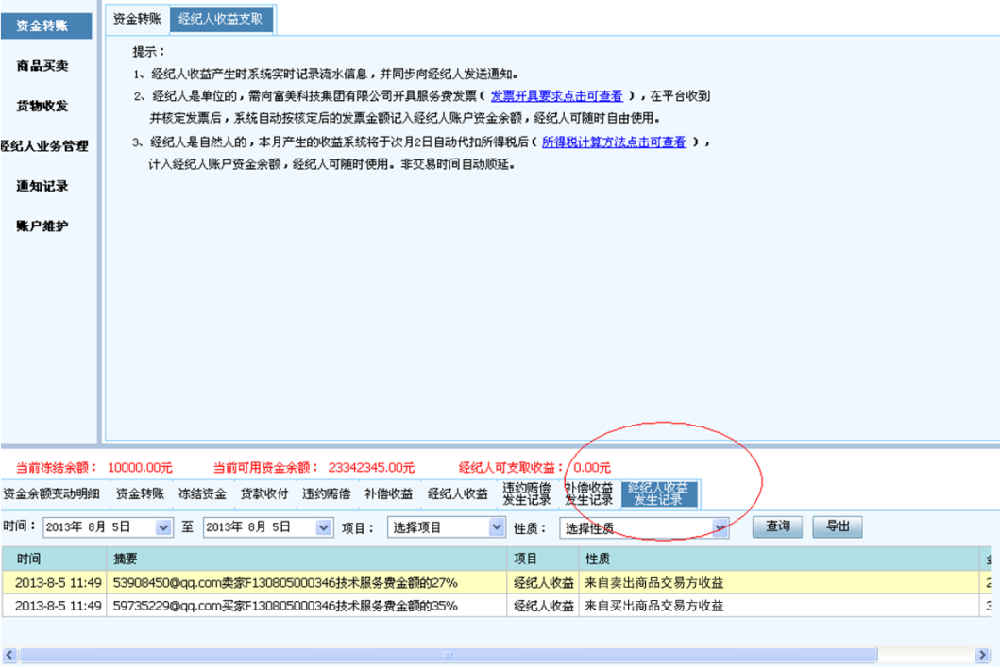 资金转账
商品买卖
货物收发
经纪人业务管理
通知记录
账户维护
资金转账 经纪人收益支取
提示：
1、经纪人收益产生时系统实时记录流水信息，并同步向经纪人发送通知。
2、经纪人是单位的，需向富美科技集团有限公司开具服务费发票（ 发票开具要求点击可查看 ），在平台收到
并核定发票后，系统自动按核定后的发票金额记入经纪人账户资金余额，经纪人可随时自由使用。
3、经纪人是自然人的，本月产生的收益系统将于次月2日自动代扣所得税后（ 所得税计算方法点击可查看 ），
计入经纪人账户资金余额，经纪人可随时使用。非交易时间自动顺延。
当前冻结余额： 10000.00元 当前可用资金余额： 23342345.00元 经纪人可支取收益： 0.00元
资金余额变动明细 资金转账 冻结资金 货款收付 违约赔偿 补偿收益 经纪人收益 违约赔偿发生记录 补偿收益发生记录 经纪人收益发生记录
时间： 2013年 8月 5日 至 2013年 8月 5日 项目： 选择项目 性质： 选择性质 查询 导出
时间 摘要 项目 性质
2013-8-5 11:49 53908450@qq.com卖家F130805000346技术服务费金额的27% 经纪人收益 来自卖出商品交易方收益
2013-8-5 11:49 59735229@qq.com买家F130805000346技术服务费金额的35% 经纪人收益 来自买出商品交易方收益